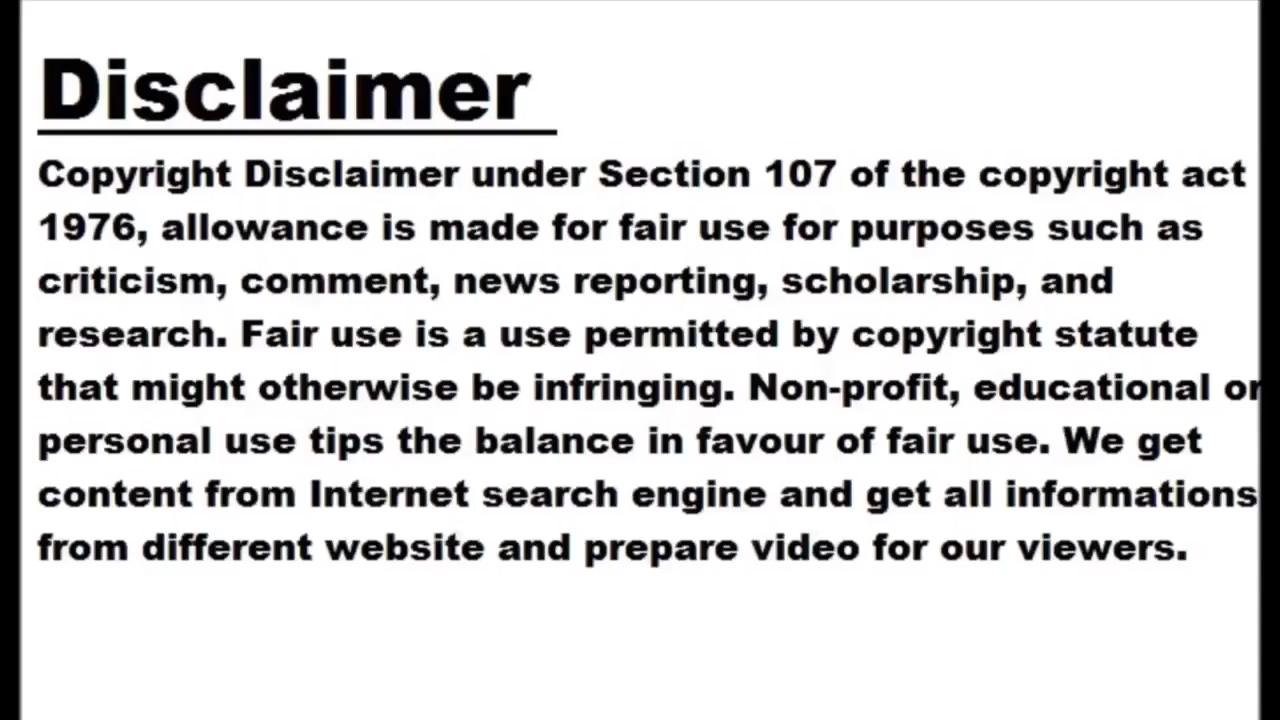 Disclaimer
Copyright Disclaimer under Section 107 of the copyright act
1976, allowance is made for fair use for purposes such as
criticism, comment, news reporting, scholarship, and
research. Fair use is a use permitted by copyright statute
that might otherwise be infringing. Non-profit, educational or
personal use tips the balance in favour of fair use. We get
content from Internet search engine and get all informations
from different website and prepare video for our viewers.